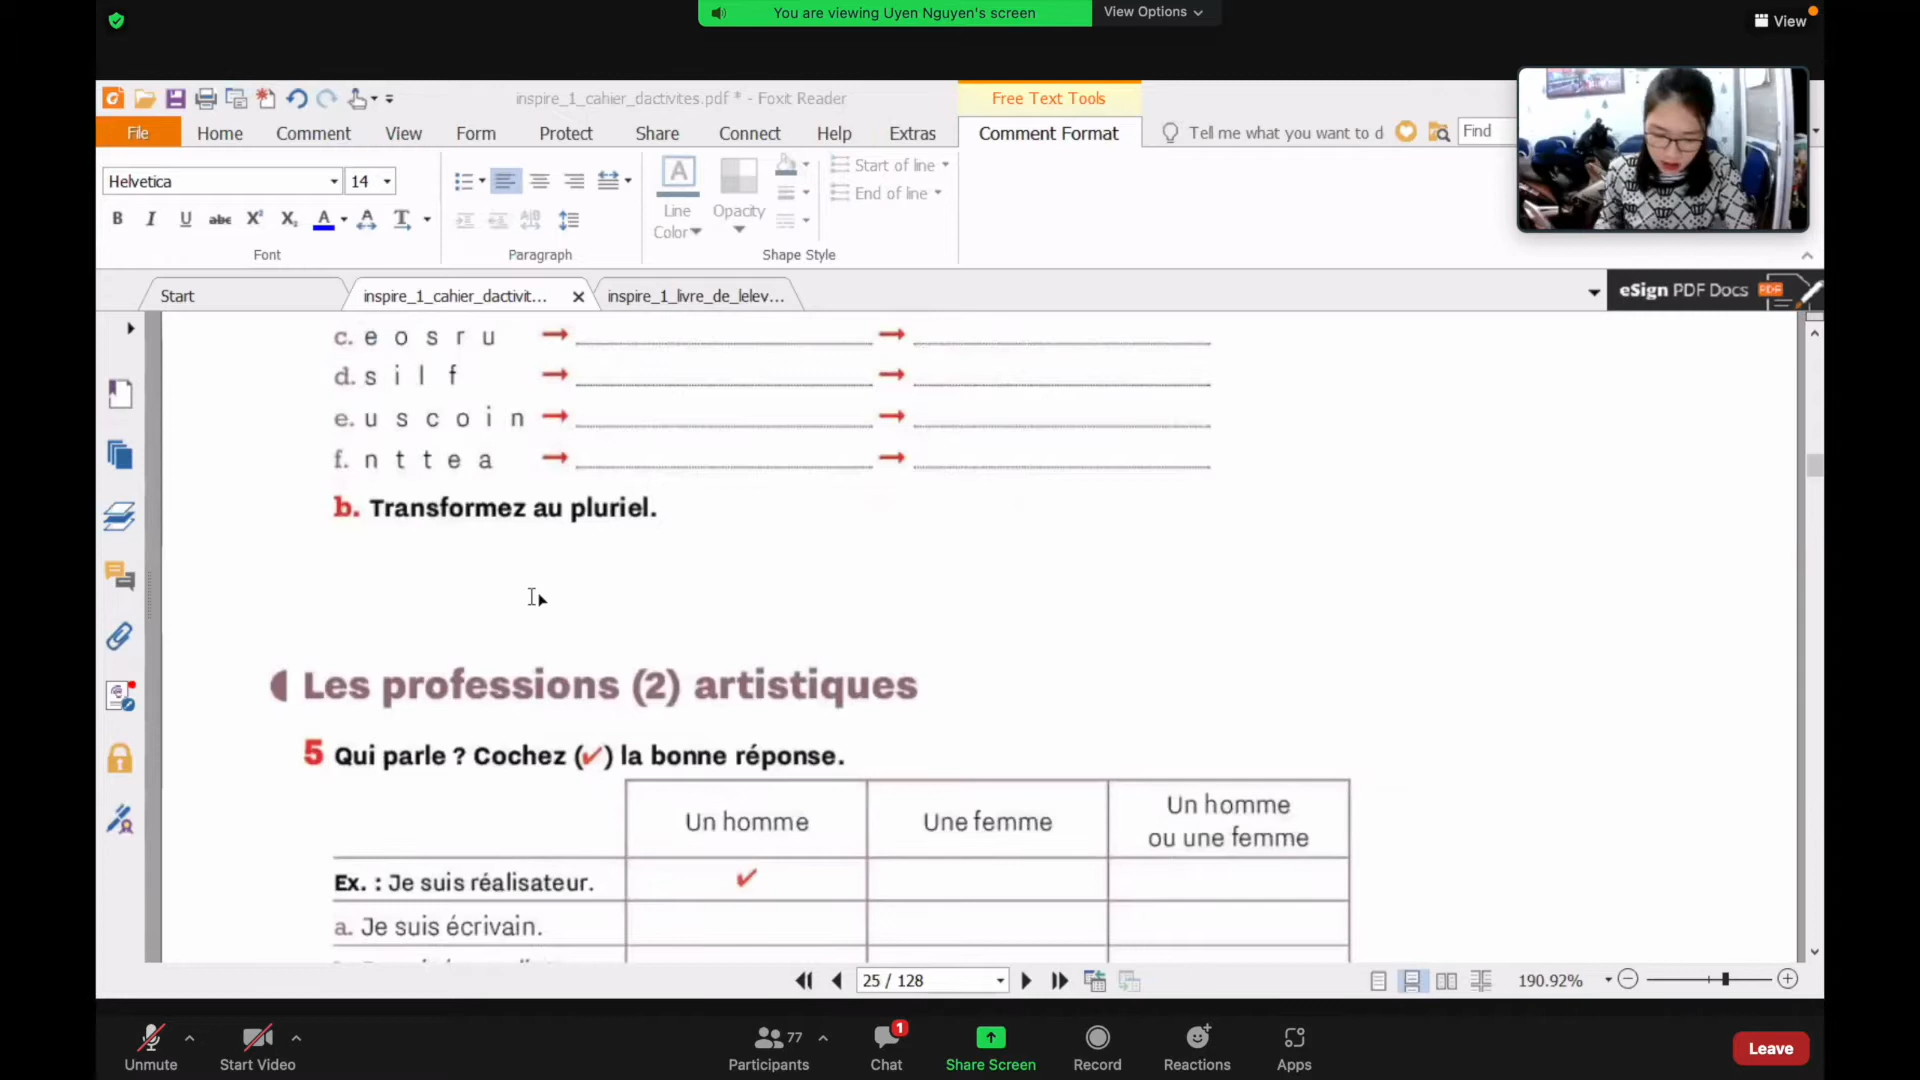 You are viewing Uyen Nguyen's screen
View Options
View
inspire_1_cahier_dactivites.pdf * - Foxit Reader
Free Text Tools
File
Home
Comment
View
Form
Protect
Share
Connect
Help
Extras
Comment Format
Tell me what you want to d
Find
Helvetica
14
Font
Paragraph
Line
Color
Opacity
Start of line
End of line
Shape Style
Start
inspire_1_cahier_dactivit...
inspire_1_livre_de_lelev...
eSign PDF Docs
PDF
c. e o s r u
d. s i l f
e. u s c o i n
f. n t t e a
b. Transformez au pluriel.
Les professions (2) artistiques
5 Qui parle ? Cochez (✓) la bonne réponse.
Un homme
Une femme
Un homme
ou une femme
Ex. : Je suis réalisateur. ✓
a. Je suis écrivain.
25 / 128
190.92%
Unmute
Start Video
77
Participants
1
Chat
Share Screen
Record
Reactions
Apps
Leave